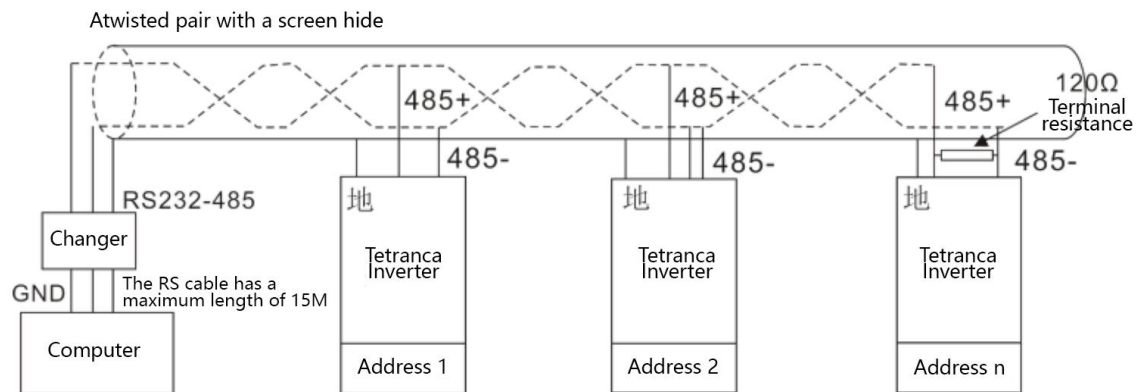 Atwisted pair with a screen hide
120Ω
485+
485+
485+
Terminal
resistance
485-
485-
485-
RS232-485
地
地
地
Changer
Tetranca
Inverter
Tetranca
Inverter
Tetranca
Inverter
The RS cable has a
maximum length of 15M
GND
Computer
Address 1
Address 2
Address n